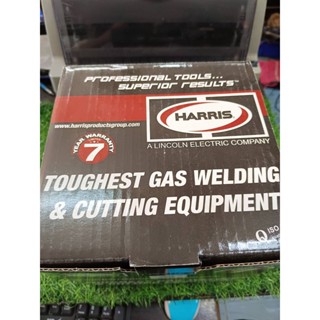 PROFESSIONAL TOOLS...
SUPERIOR RESULTS™
www.harrisproductsgroup.com
HARRIS
YEAR WARRANTY
7
A LINCOLN ELECTRIC COMPANY
TOUGHEST GAS WELDING
& CUTTING EQUIPMENT
ISO